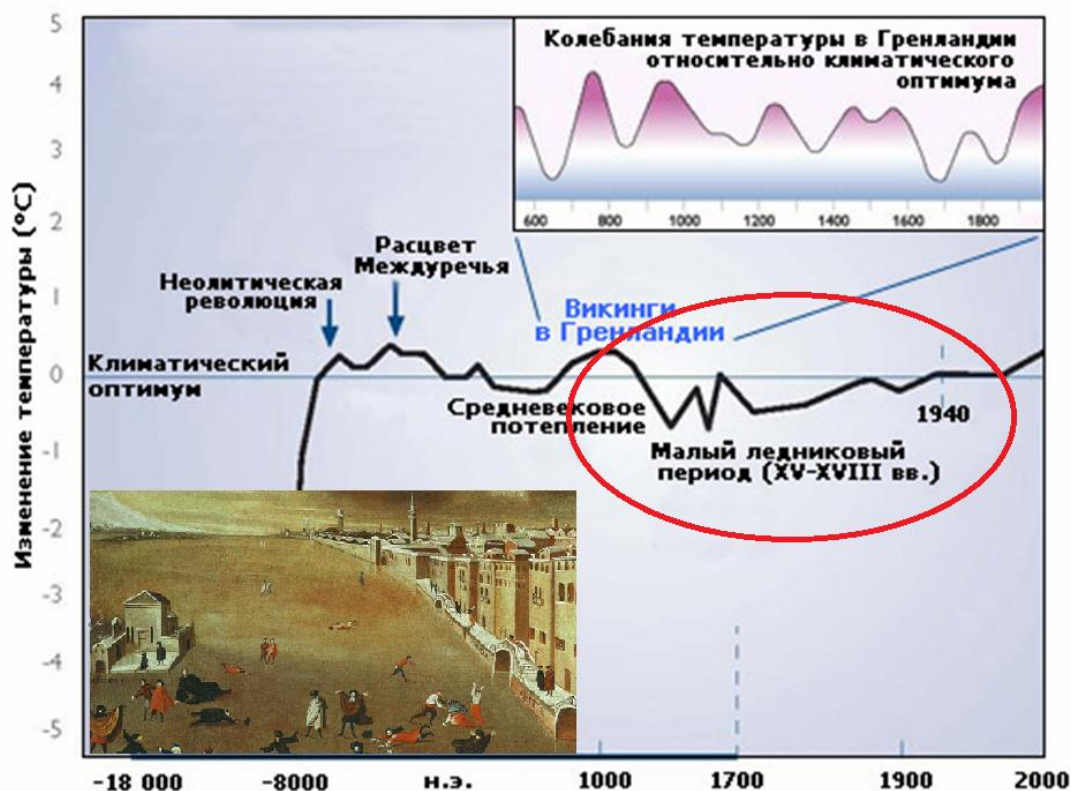 5
4
3
2
1
0
-1
-2
-3
-4
-5
Изменение температуры (°C)
Колебания температуры в Гренландии
относительно климатического
оптимума
600
800
1000
1200
1400
1600
1800
Расцвет
Междуречья
Неолитическая
революция
Викинги
в Гренландии
Климатический
оптимум
Средневековое
потепление
1940
Малый ледниковый
период (XV-XVIII вв.)
-18 000
-8000
н.э.
1000
1700
1900
2000